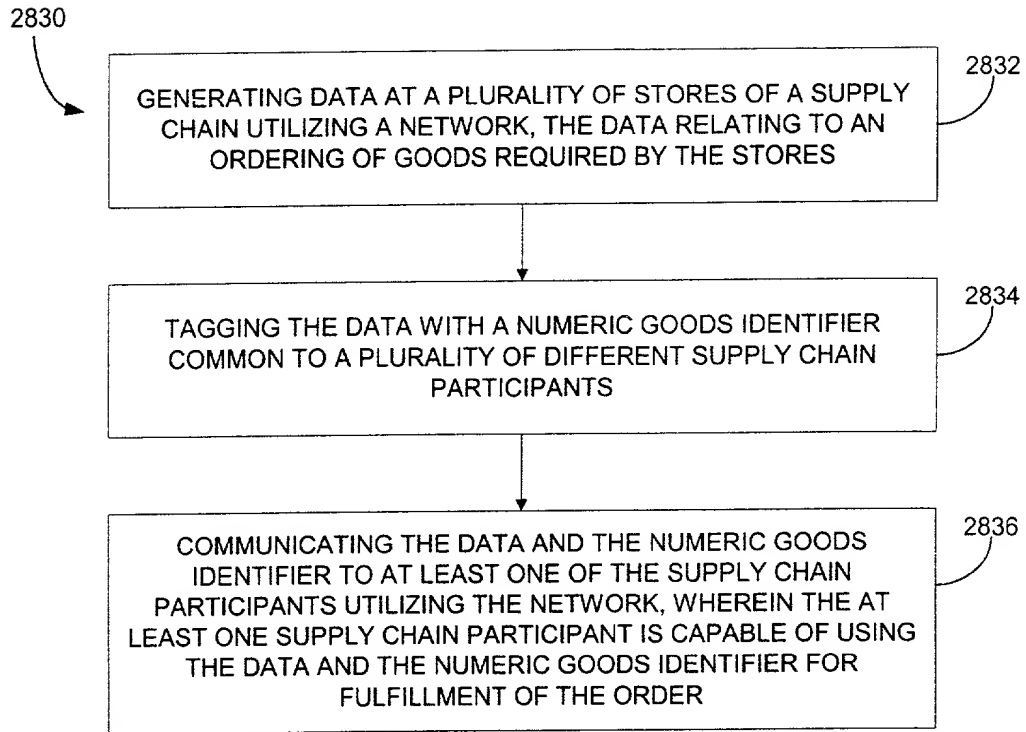 2830
2832
GENERATING DATA AT A PLURALITY OF STORES OF A SUPPLY
CHAIN UTILIZING A NETWORK, THE DATA RELATING TO AN
ORDERING OF GOODS REQUIRED BY THE STORES
2834
TAGGING THE DATA WITH A NUMERIC GOODS IDENTIFIER
COMMON TO A PLURALITY OF DIFFERENT SUPPLY CHAIN
PARTICIPANTS
2836
COMMUNICATING THE DATA AND THE NUMERIC GOODS
IDENTIFIER TO AT LEAST ONE OF THE SUPPLY CHAIN
PARTICIPANTS UTILIZING THE NETWORK, WHEREIN THE AT
LEAST ONE SUPPLY CHAIN PARTICIPANT IS CAPABLE OF USING
THE DATA AND THE NUMERIC GOODS IDENTIFIER FOR
FULFILLMENT OF THE ORDER